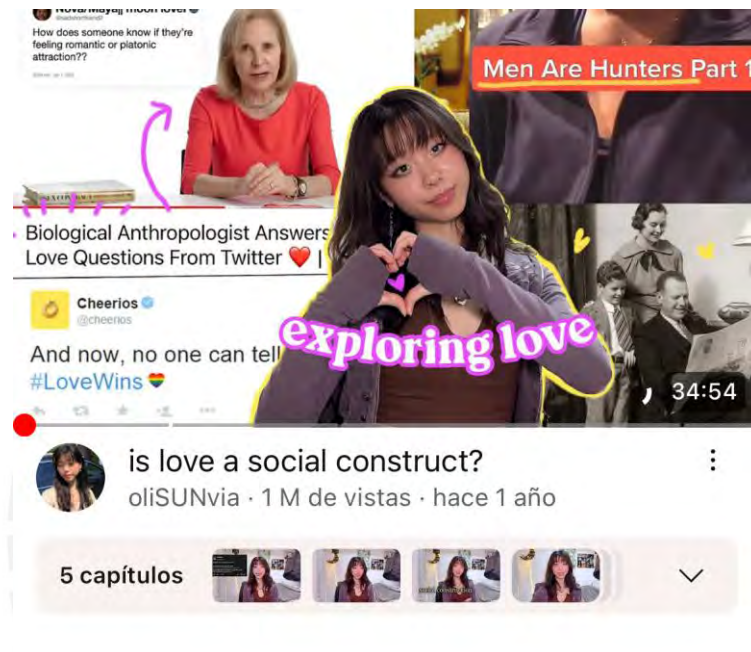 How does someone know if they're
feeling romantic or platonic
attraction??
Men Are Hunters Part 1
Biological Anthropologist Answers
Love Questions From Twitter ❤️ |
Cheerios
@cheerios
And now, no one can tell
#LoveWins
exploring love
34:54
is love a social construct?
oliSUNvia · 1 M de vistas · hace 1 año
5 capítulos